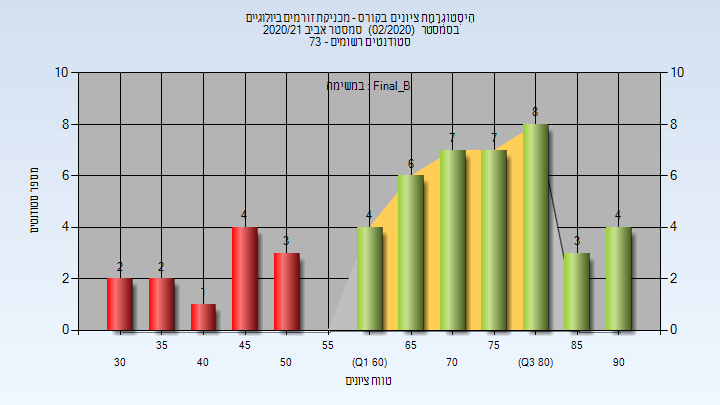 היסטוגרמת ציונים בקורס - מכניקת זורמים ביולוגיים
בסמסטר (02/2020) סמסטר אביב 2020/21
סטודנטים רשומים - 73
במשימה : Final_B
מספר סטודנטים
10 10
8 8
6 6
4 4
2 2
0 0
2 2 1 4 3 4 6 7 7 8 3 4
35 45 55 65 75 85
30 40 50 (Q1 60) 70 (Q3 80) 90
טווח ציונים